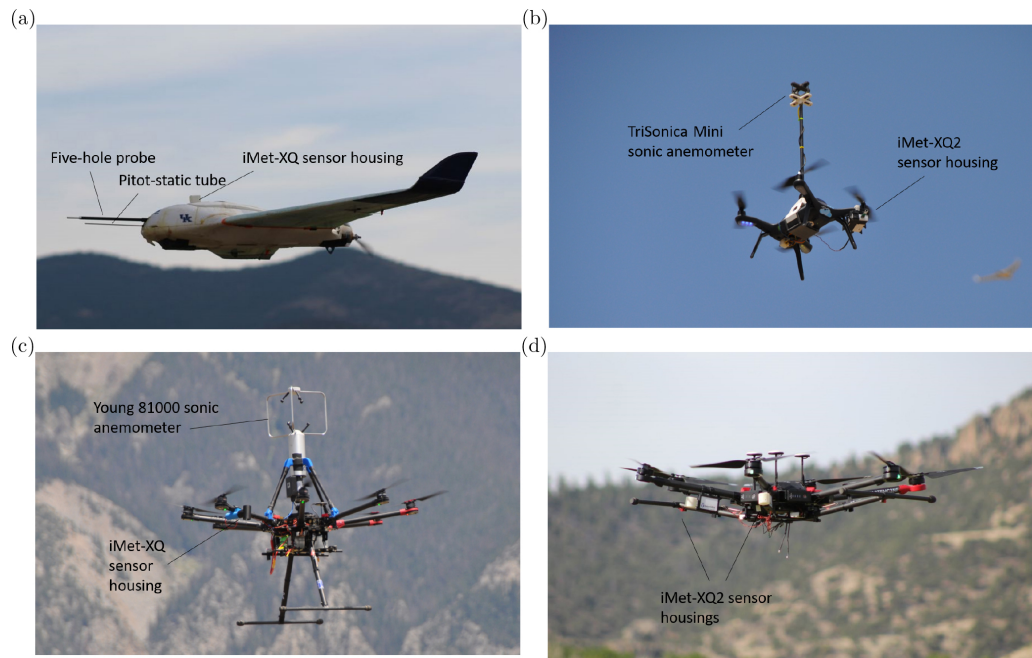 (a)
Five-hole probe
Pitot-static tube
iMet-XQ sensor housing
(b)
TriSonica Mini
sonic anemometer
iMet-XQ2
sensor housing
(c)
Young 81000 sonic
anemometer
iMet-XQ
sensor
housing
(d)
iMet-XQ2 sensor
housings